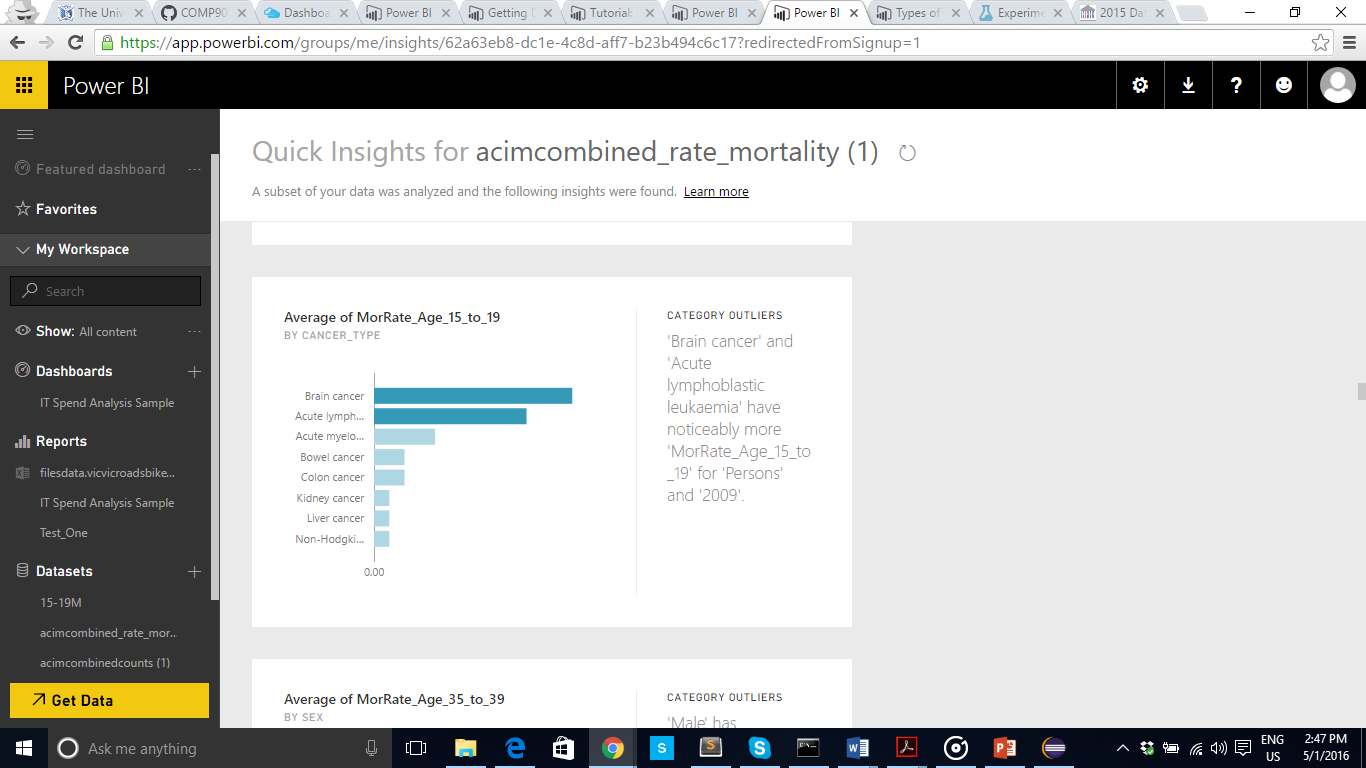 The Unive
COMP90
Dashboa
Power BI
Getting D
Tutorial:
Power BI
Power BI
Types of
Experime
2015 Dat
https://app.powerbi.com/groups/me/insights/62a63eb8-dc1e-4c8d-aff7-b23b494c6c17?redirectedFromSignup=1
Power BI
?
Featured dashboard ...
Favorites
My Workspace
Search
Show: All content ...
Dashboards +
IT Spend Analysis Sample
Reports
filesdata.vicvicroadsbike...
IT Spend Analysis Sample
Test_One
Datasets +
15-19M
acimcombined_rate_mor...
acimcombinedcounts (1)
Get Data
Quick Insights for acimcombined_rate_mortality (1)
A subset of your data was analyzed and the following insights were found. Learn more
Average of MorRate_Age_15_to_19
BY CANCER_TYPE
Brain cancer
Acute lymph...
Acute myelo...
Bowel cancer
Colon cancer
Kidney cancer
Liver cancer
Non-Hodgki...
0.00
CATEGORY OUTLIERS
'Brain cancer' and
'Acute
lymphoblastic
leukaemia' have
noticeably more
'MorRate_Age_15_to
_19' for 'Persons'
and '2009'.
Average of MorRate_Age_35_to_39
BY SEX
CATEGORY OUTLIERS
'Male' has
Ask me anything
ENG
US
2:47 PM
5/1/2016